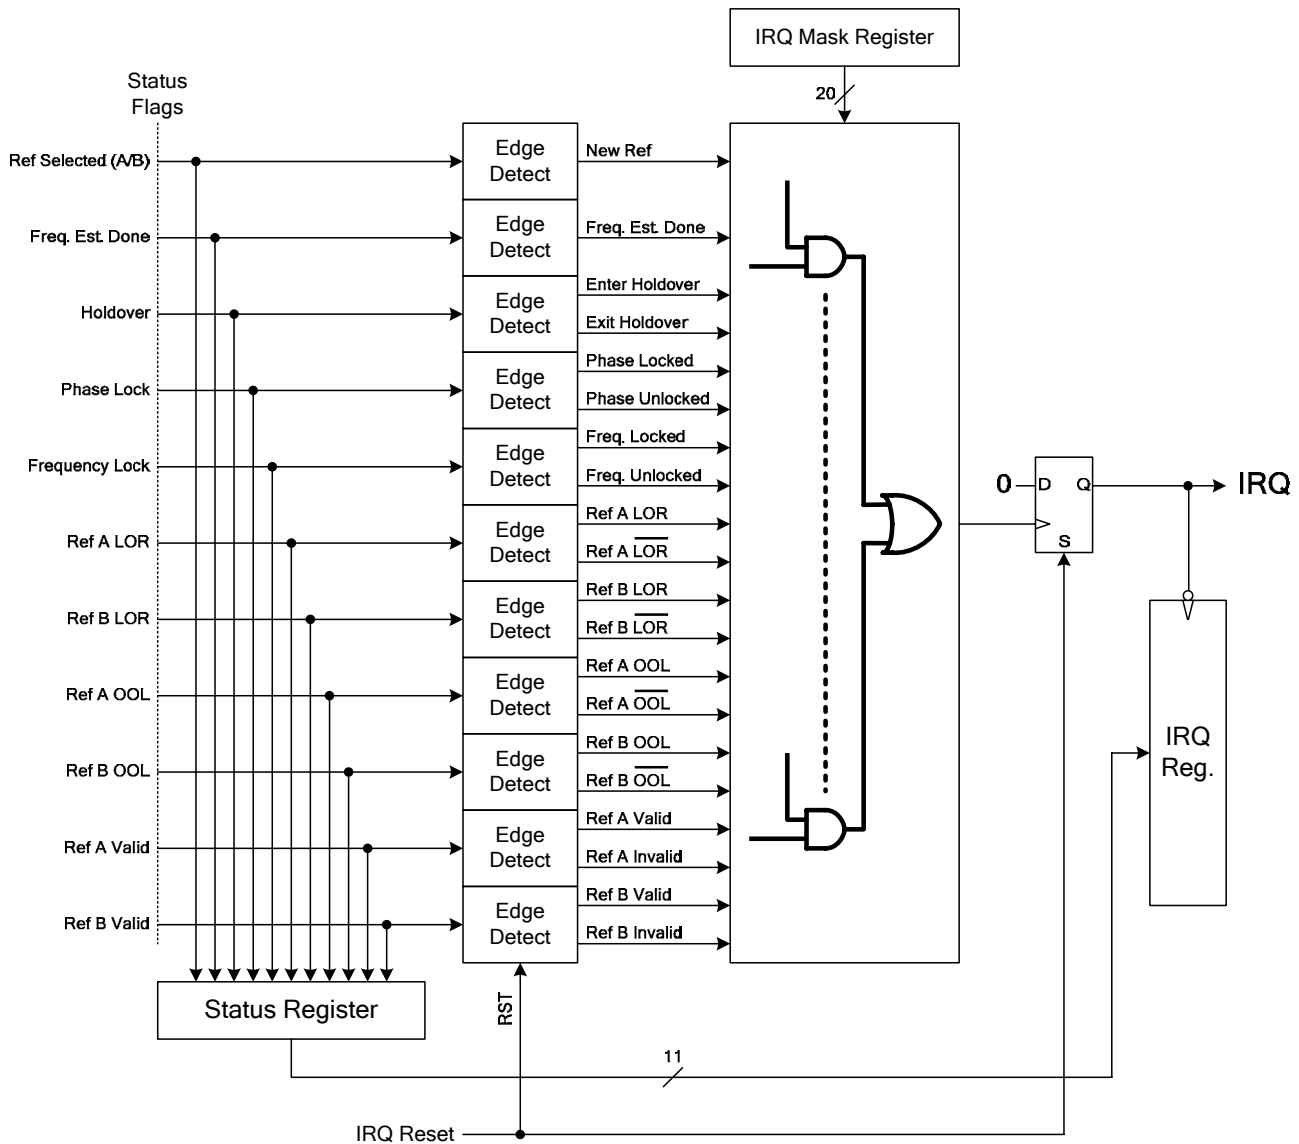 IRQ Mask Register
20
Status
Flags
Ref Selected (A/B)
Edge
Detect
New Ref
Freq. Est. Done
Edge
Detect
Freq. Est. Done
Holdover
Edge
Detect
Enter Holdover
Exit Holdover
Phase Lock
Edge
Detect
Phase Locked
Phase Unlocked
Frequency Lock
Edge
Detect
Freq. Locked
Freq. Unlocked
Ref A LOR
Edge
Detect
Ref A LOR
Ref A L̅O̅R̅
Ref B LOR
Edge
Detect
Ref B LOR
Ref B L̅O̅R̅
Ref A OOL
Edge
Detect
Ref A OOL
Ref A O̅O̅L̅
Ref B OOL
Edge
Detect
Ref B OOL
Ref B O̅O̅L̅
Ref A Valid
Edge
Detect
Ref A Valid
Ref A Invalid
Ref B Valid
Edge
Detect
Ref B Valid
Ref B Invalid
0
D
Q
S
IRQ
IRQ
Reg.
Status Register
RST
11
IRQ Reset